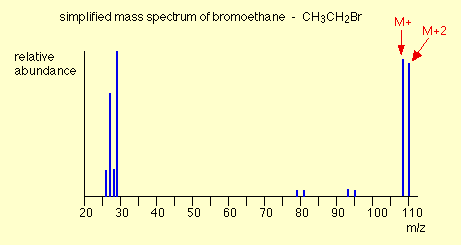 simplified mass spectrum of bromoethane - CH3CH2Br
M+
M+2
relative
abundance
20 30 40 50 60 70 80 90 100 110
m/z